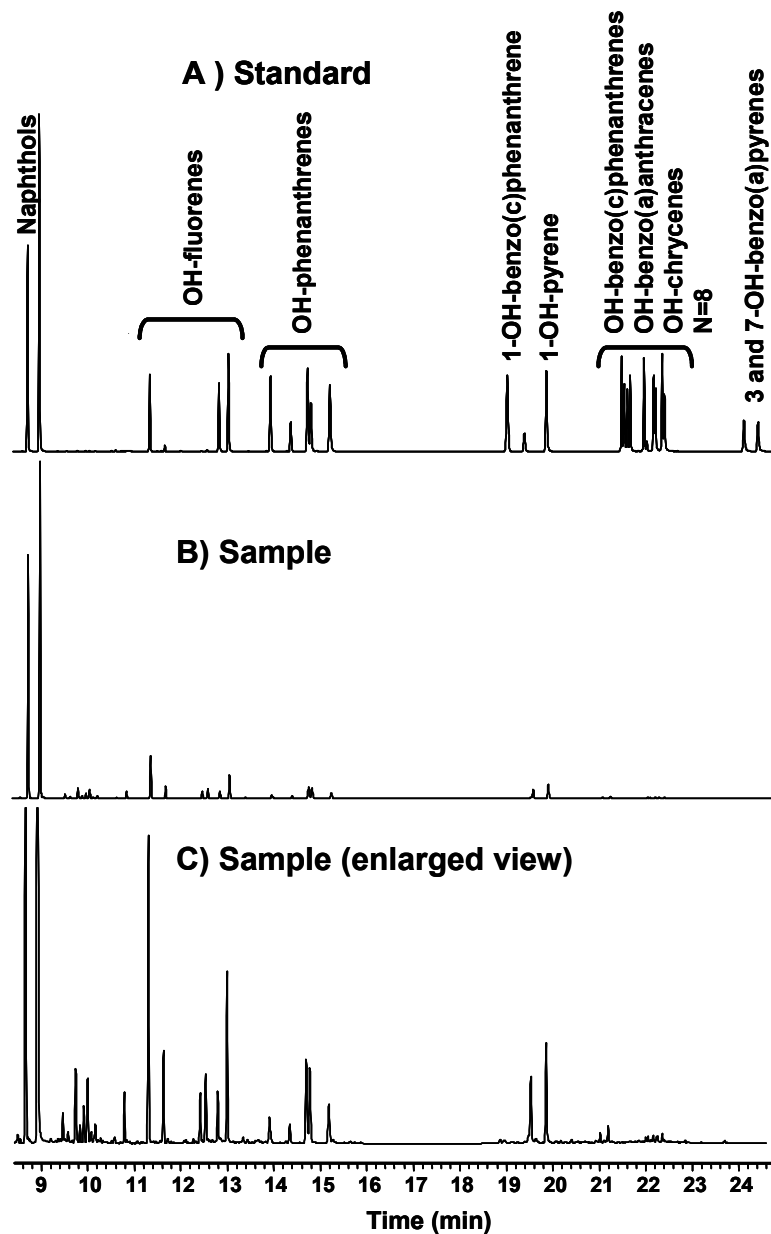 A ) Standard
Naphthols
OH-fluorenes
OH-phenanthrenes
1-OH-benzo(c)phenanthrene
1-OH-pyrene
OH-benzo(c)phenanthrenes
OH-benzo(a)anthracenes
OH-chrycenes
N=8
3 and 7-OH-benzo(a)pyrenes
B) Sample
C) Sample (enlarged view)
9 10 11 12 13 14 15 16 17 18 19 20 21 22 23 24
Time (min)